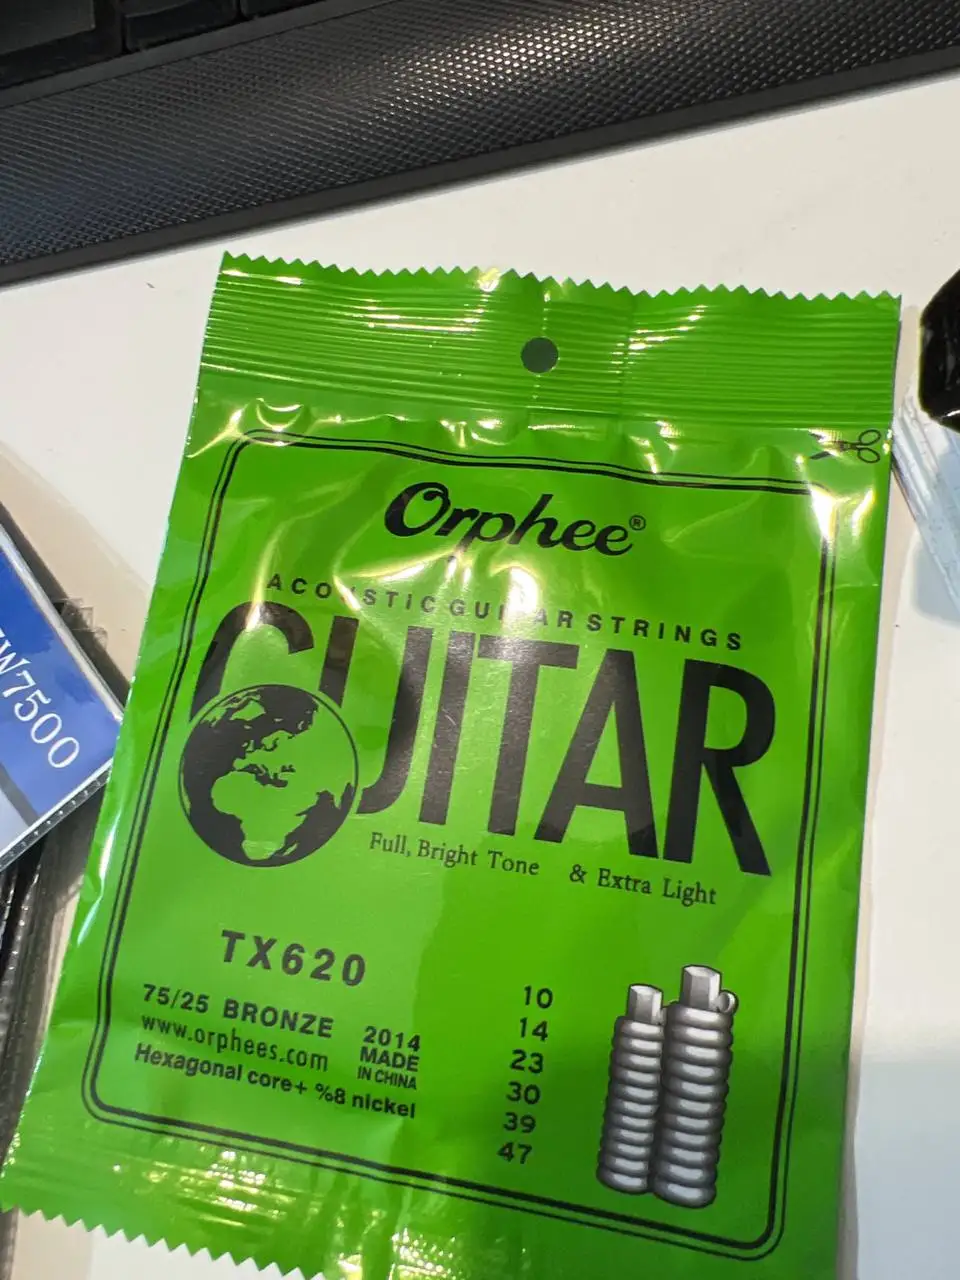 Orphee®
ACOUSTIC GUITAR STRINGS
GUITAR
Full, Bright Tone & Extra Light
TX620
75/25 BRONZE
www.orphees.com
Hexagonal core+ %8 nickel
2014
MADE
IN CHINA
10
14
23
30
39
47
W7500